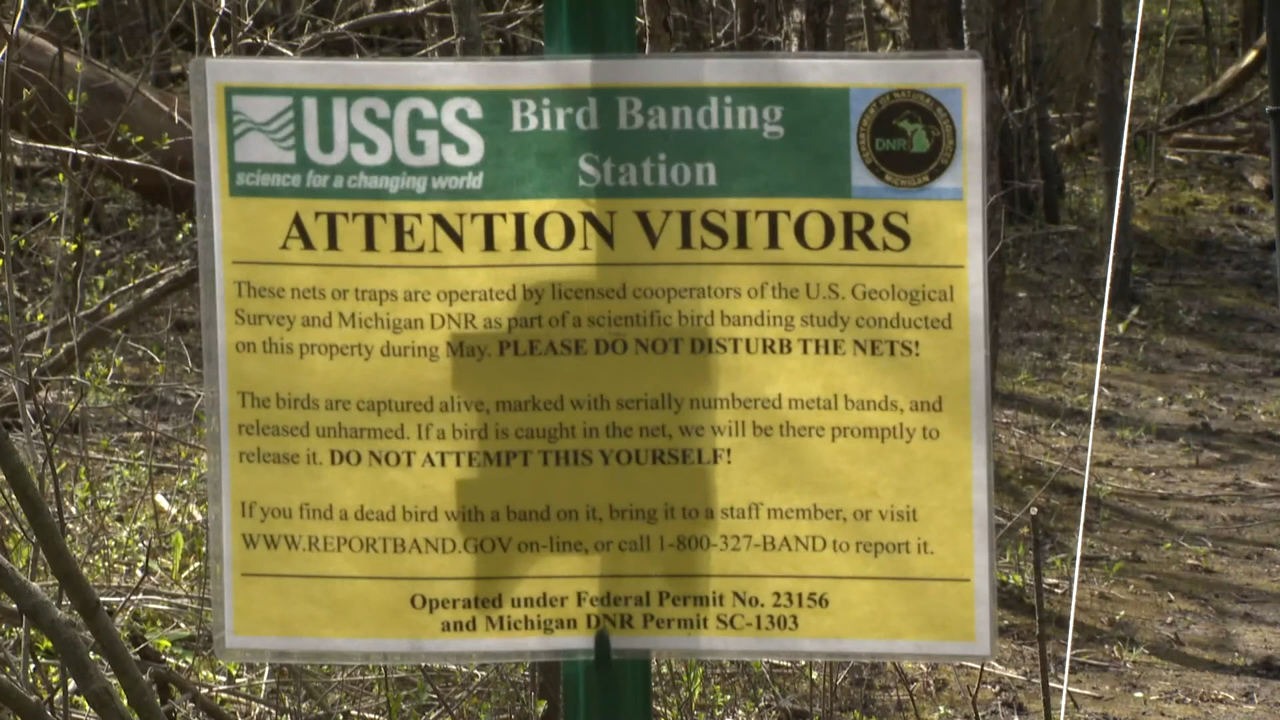 USGS
science for a changing world
Bird Banding
Station
DEPARTMENT OF NATURAL RESOURCES
DNR
MICHIGAN
ATTENTION VISITORS
These nets or traps are operated by licensed cooperators of the U.S. Geological
Survey and Michigan DNR as part of a scientific bird banding study conducted
on this property during May. PLEASE DO NOT DISTURB THE NETS!
The birds are captured alive, marked with serially numbered metal bands, and
released unharmed. If a bird is caught in the net, we will be there promptly to
release it. DO NOT ATTEMPT THIS YOURSELF!
If you find a dead bird with a band on it, bring it to a staff member, or visit
WWW.REPORTBAND.GOV on-line, or call 1-800-327-BAND to report it.
Operated under Federal Permit No. 23156
and Michigan DNR Permit SC-1303